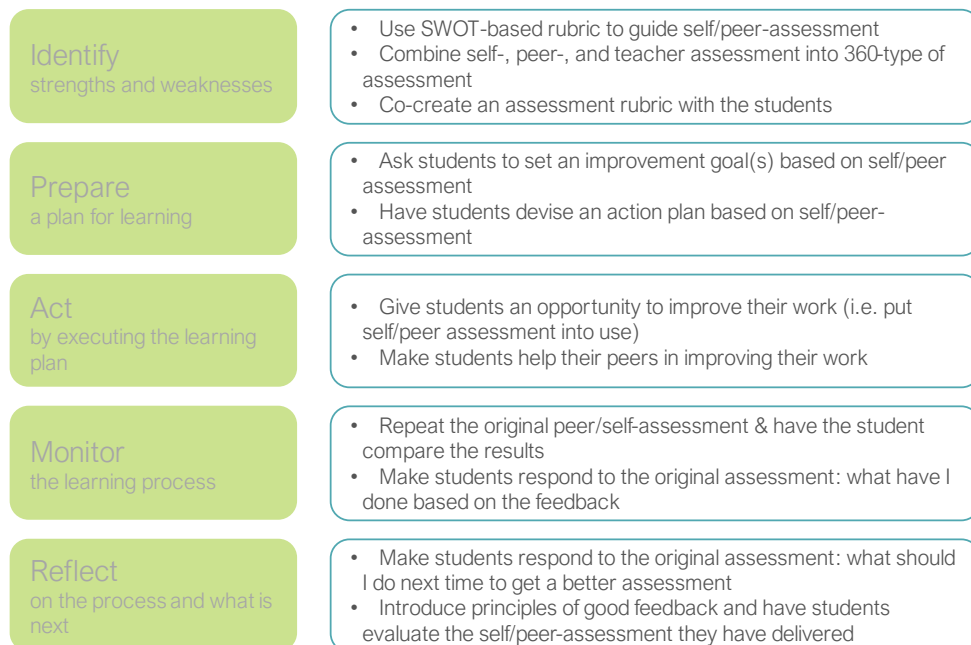 Identify
strengths and weaknesses
• Use SWOT-based rubric to guide self/peer-assessment
• Combine self-, peer-, and teacher assessment into 360-type of
assessment
• Co-create an assessment rubric with the students
Prepare
a plan for learning
• Ask students to set an improvement goal(s) based on self/peer
assessment
• Have students devise an action plan based on self/peer-
assessment
Act
by executing the learning
plan
• Give students an opportunity to improve their work (i.e. put
self/peer assessment into use)
• Make students help their peers in improving their work
Monitor
the learning process
• Repeat the original peer/self-assessment & have the student
compare the results
• Make students respond to the original assessment: what have I
done based on the feedback
Reflect
on the process and what is
next
• Make students respond to the original assessment: what should
I do next time to get a better assessment
• Introduce principles of good feedback and have students
evaluate the self/peer-assessment they have delivered